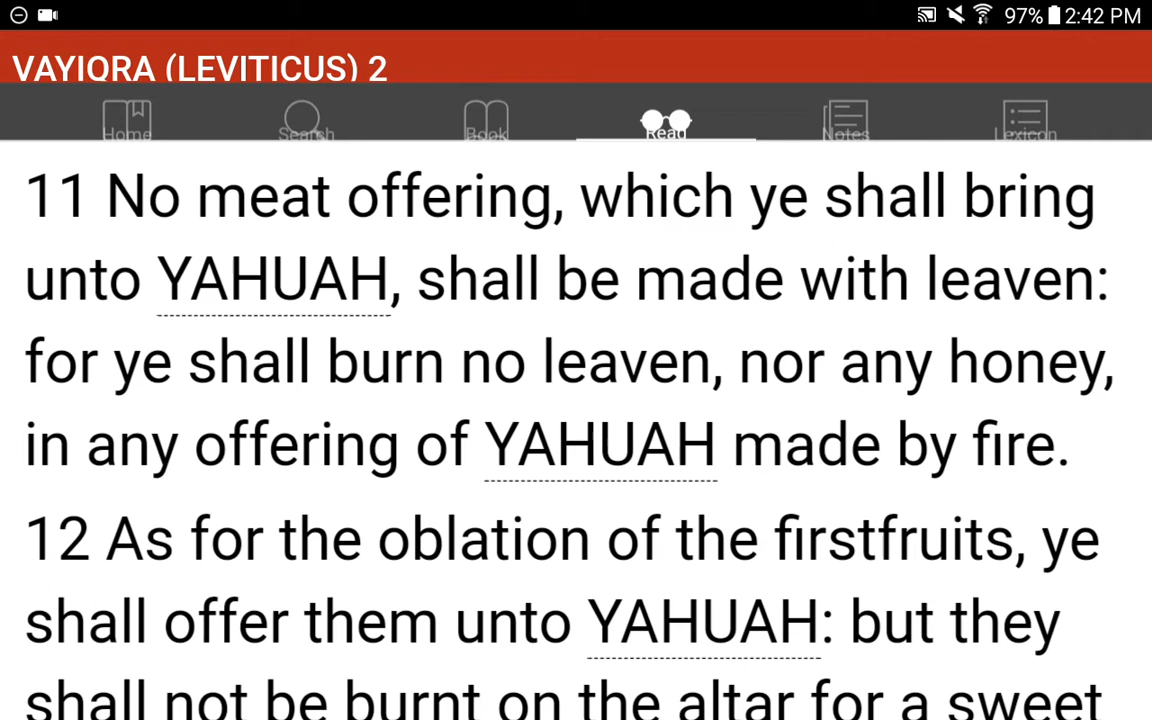 97% 2:42 PM
VAYIQRA (LEVITICUS) 2
Home Search Book Read Notes Lexicon
11 No meat offering, which ye shall bring
unto YAHUAH, shall be made with leaven:
for ye shall burn no leaven, nor any honey,
in any offering of YAHUAH made by fire.
12 As for the oblation of the firstfruits, ye
shall offer them unto YAHUAH: but they
shall not be burnt on the altar for a sweet